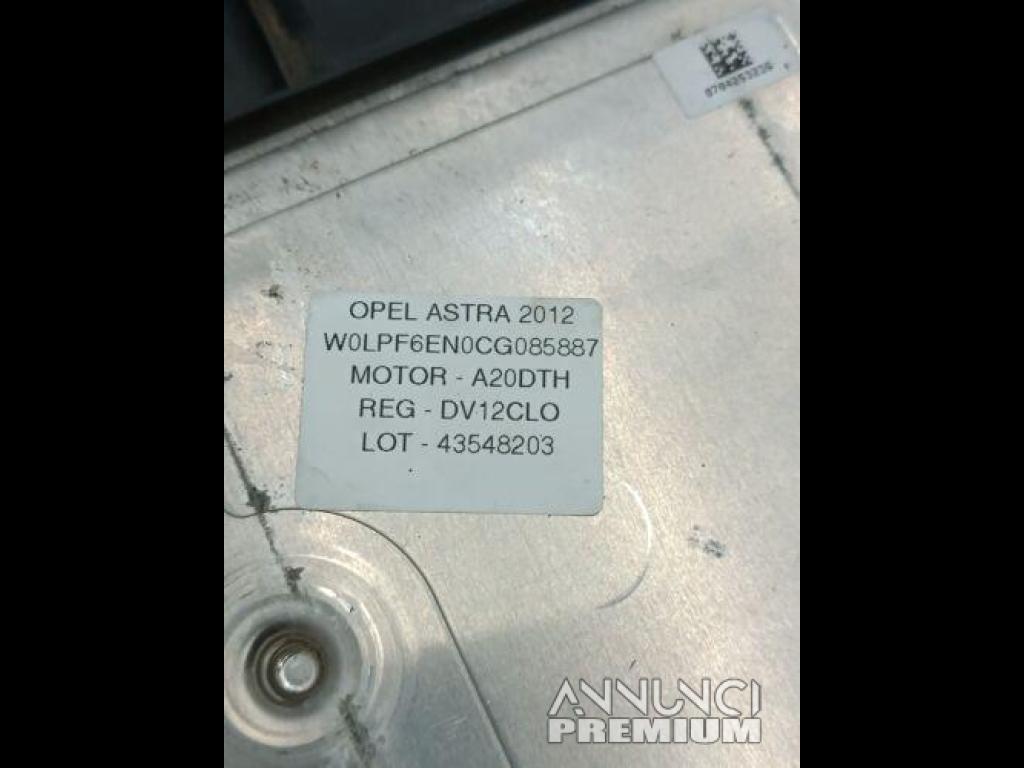 OPEL ASTRA 2012
W0LPF6EN0CG085887
MOTOR - A20DTH
REG - DV12CLO
LOT - 43548203
ANNUNCI
PREMIUM